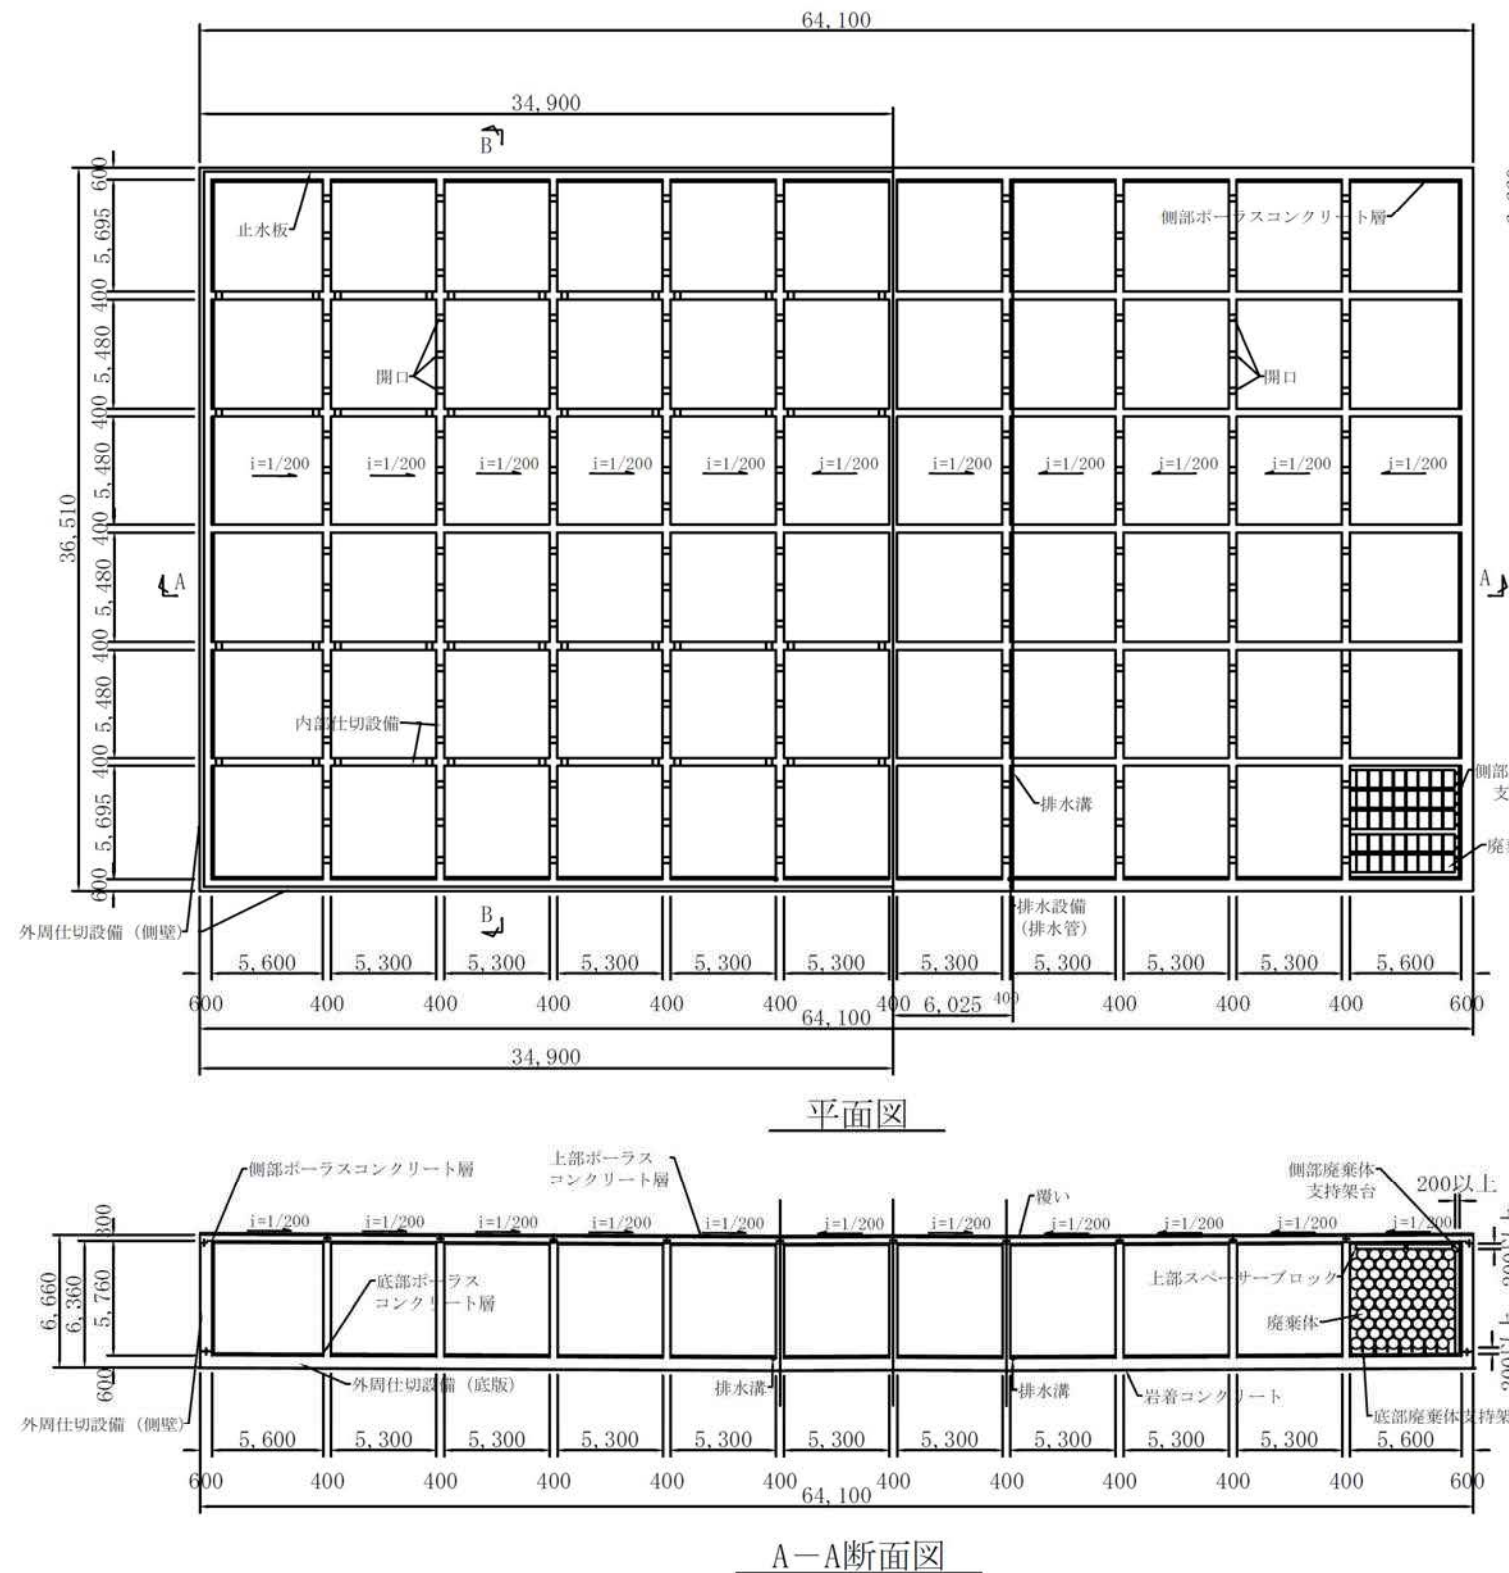 64,100
34,900
B
600
5,695
400
5,480
400
5,480
400
5,480
400
5,480
400
5,695
600
36,510
止水板
側部ポーラスコンクリート層
開口
開口
i=1/200
i=1/200
i=1/200
i=1/200
i=1/200
i=1/200
i=1/200
i=1/200
i=1/200
i=1/200
i=1/200
A
A
内部仕切設備
排水溝
側部
支
廃
外周仕切設備（側壁）
B
排水設備
（排水管）
5,600
5,300
5,300
5,300
5,300
5,300
5,300
5,300
5,300
5,300
5,600
600
400
400
400
400
400
400
6,025
400
400
400
400
600
64,100
34,900
平面図
側部ポーラスコンクリート層
上部ポーラス
コンクリート層
覆い
側部廃棄体
支持架台
200以上
i=1/200
i=1/200
i=1/200
i=1/200
i=1/200
i=1/200
i=1/200
i=1/200
i=1/200
i=1/200
i=1/200
6,660
6,360
5,760
600
底部ポーラス
コンクリート層
上部スペーサーブロック
廃棄体
外周仕切設備（底版）
排水溝
排水溝
岩着コンクリート
外周仕切設備（側壁）
底部廃棄体支持架
5,600
5,300
5,300
5,300
5,300
5,300
5,300
5,300
5,300
5,300
5,600
600
400
400
400
400
400
400
400
400
400
400
600
64,100
A－A断面図